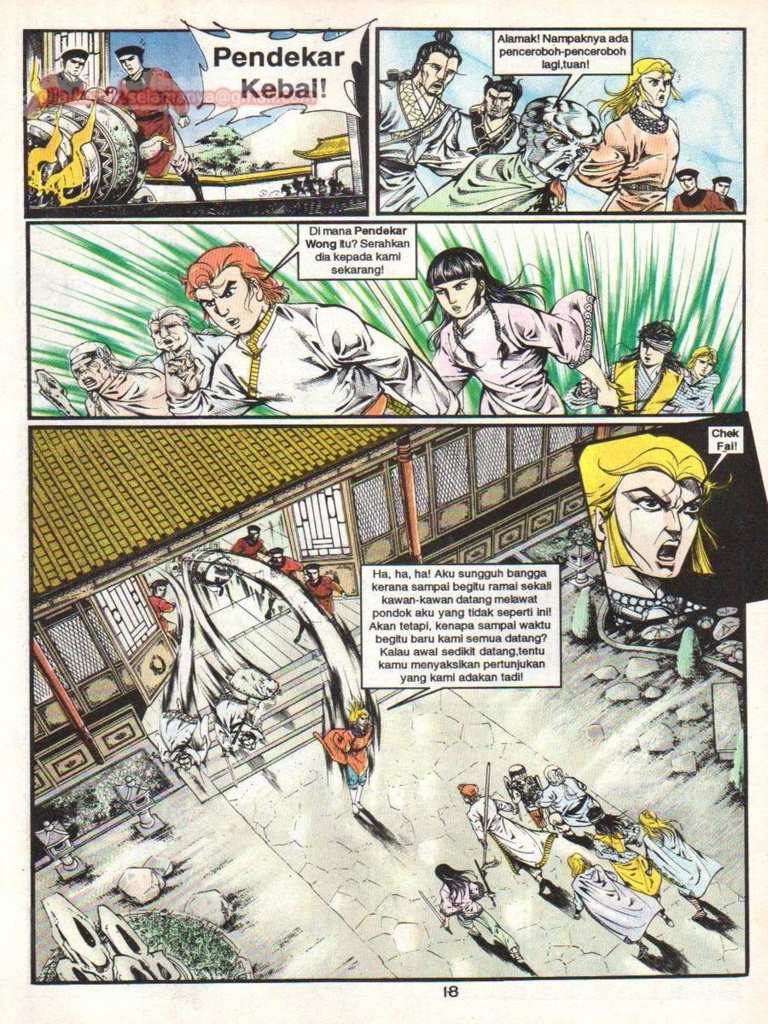 Pendekar
Kebal!
Alamak! Nampaknya ada
penceroboh-penceroboh
lagi,tuan!
Di mana Pendekar
Wong itu? Serahkan
dia kepada kami
sekarang!
Chek
Fai!
Ha, ha, ha! Aku sungguh bangga
kerana sampai begitu ramai sekali
kawan-kawan datang melawat
pondok aku yang tidak seperti ini!
Akan tetapi, kenapa sampai waktu
begitu baru kami semua datang?
Kalau awal sedikit datang,tentu
kamu menyaksikan pertunjukan
yang kami adakan tadi!
18